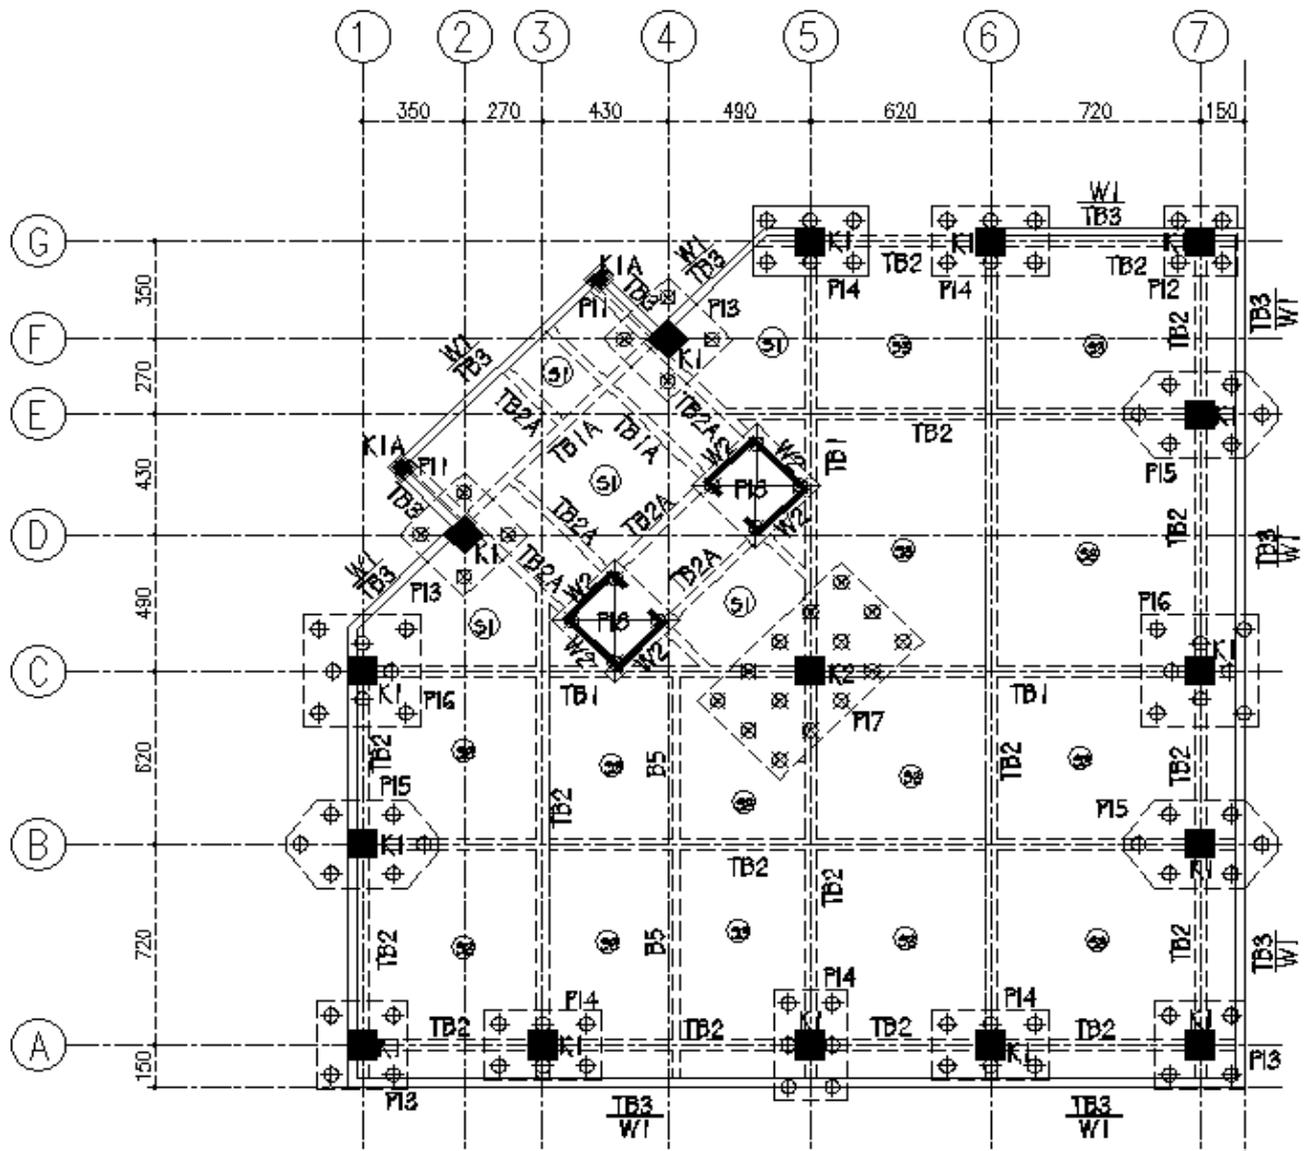 1 2 3 4 5 6 7
350 270 430 490 620 720 150
W1
TB3
G
K1 K1 K1
TB2 TB2
P14 P14 P12
K1A
W1
TB3
TB3
P11
P13
350
TB2
TB3
W1
F
K1
S1
W1
S1
270
TB2A
TB2A
E
K1
TB2
TB1A
TB1A
K1A
P11
W2
W2
TB1
P15
430
TB3
S1
TB2A
TB2A
W2
D
K1
TB2
TB3
W1
TB2A
W2
TB2A
W1
TB3
P13
490
S1
S1
P16
W2
W2
C
K1
K2
K1
P16
TB1
TB1
P17
620
TB2
B5
TB2
TB2
P15
P15
TB2
B
K1
K1
TB2
TB2
720
TB2
B5
TB2
TB3
W1
P14
P14
P14
TB2 TB2 TB2 TB2
A
K1
K1
K1
P13
P13
150
TB3
W1
TB3
W1